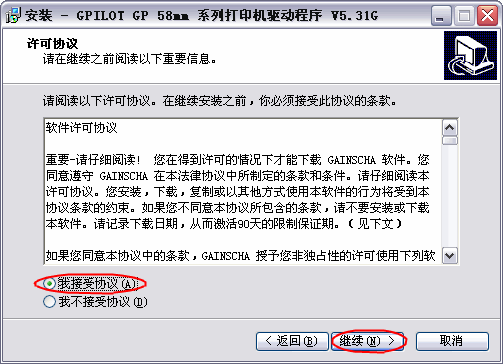 安装 - GPILOT GP 58mm 系列打印机驱动程序 V5.31G
许可协议
请在继续之前阅读以下重要信息。
请阅读以下许可协议。在继续安装之前，你必须接受此协议的条款。
软件许可协议
重要-请仔细阅读！ 您在得到许可的情况下才能下载 GAINSCHA 软件。您
同意遵守 GAINSCHA 在本法律协议中所制定的条款和条件。请仔细阅读本
许可协议。您安装，下载，复制或以其他方式使用本软件的行为将受到本
协议条款的约束。如果您不同意本协议所包含的条款，请不要安装或下载
本软件。请记录下载日期，从而激活90天的限制保证期。（见下文）
如果您同意本协议中的条款，GAINSCHA 授予您非独占性的许可使用下列软
我接受协议(A)
我不接受协议(D)
< 返回(B)
继续(N) >
取消